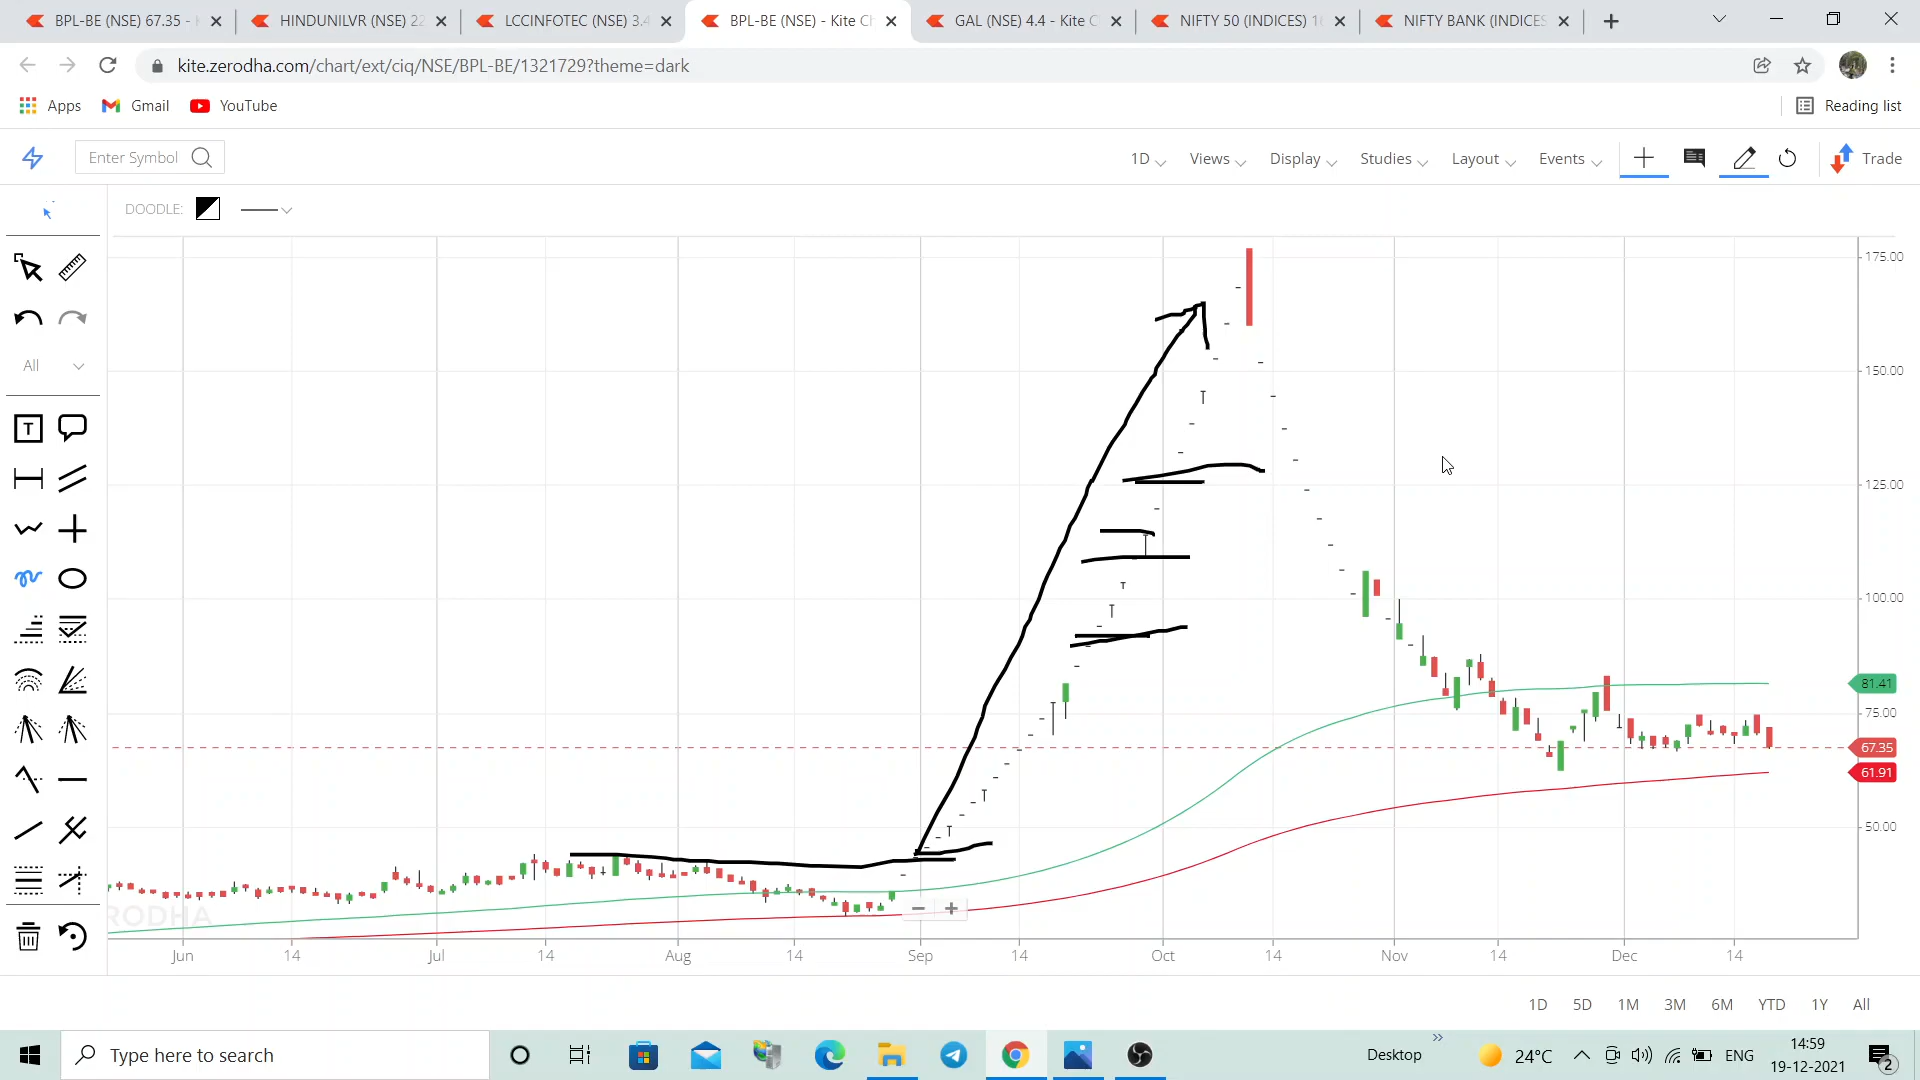 BPL-BE (NSE) 67.35 -
HINDUNILVR (NSE) 22
LCCINFOTEC (NSE) 3.4
BPL-BE (NSE) - Kite Ch
GAL (NSE) 4.4 - Kite C
NIFTY 50 (INDICES) 1
NIFTY BANK (INDICES
kite.zerodha.com/chart/ext/ciq/NSE/BPL-BE/1321729?theme=dark
Apps Gmail YouTube Reading list
Enter Symbol 1D Views Display Studies Layout Events Trade
DOODLE:
All
T
175.00
150.00
125.00
100.00
81.41
75.00
67.35
61.91
50.00
RODHA
Jun 14 Jul 14 Aug 14 Sep 14 Oct 14 Nov 14 Dec 14
1D 5D 1M 3M 6M YTD 1Y All
Type here to search
Desktop
24°C
ENG
14:59
19-12-2021
2